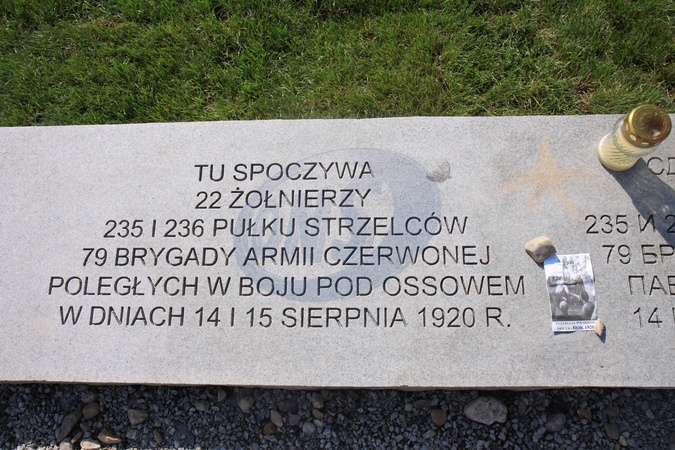 TU SPOCZYWA
22 ŻOŁNIERZY
235 I 236 PUŁKU STRZELCÓW
79 BRYGADY ARMII CZERWONEJ
POLEGŁYCH W BOJU POD OSSOWEM
W DNIACH 14 I 15 SIERPNIA 1920 R.
235 И 2
79 БР
ПАВ
14